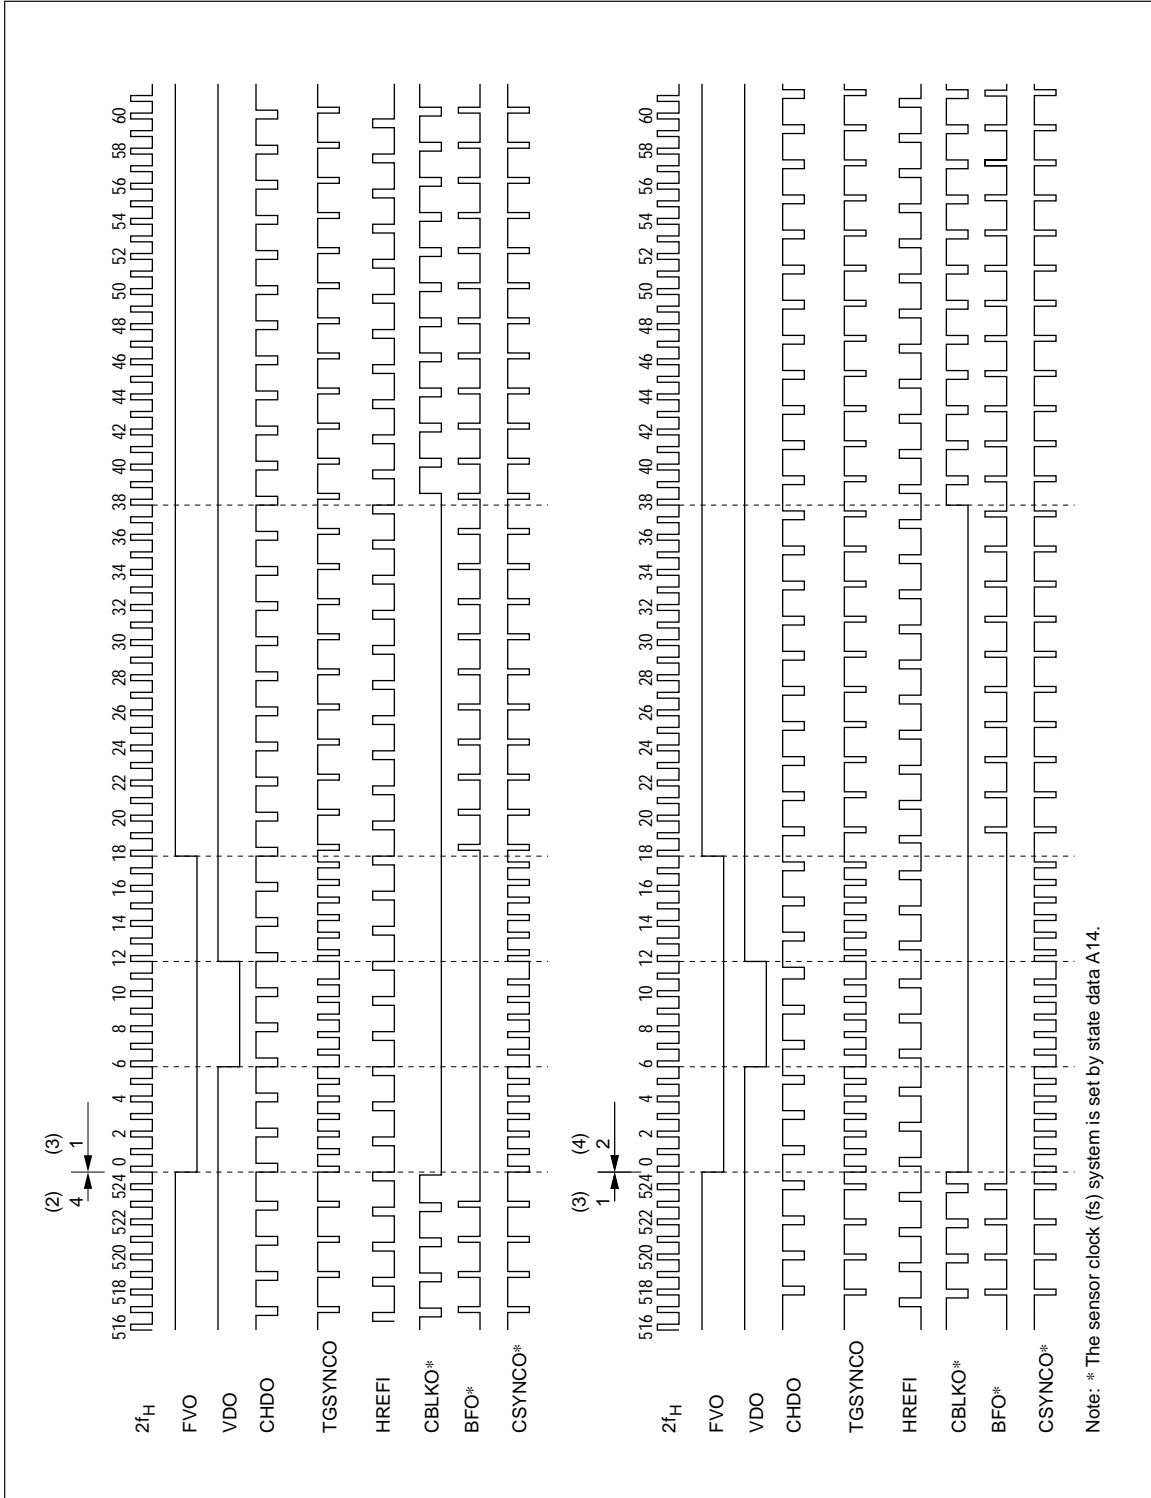 (2) (3)
4 1
516 518 520 522 524 0 2 4 6 8 10 12 14 16 18 20 22 24 26 28 30 32 34 36 38 40 42 44 46 48 50 52 54 56 58 60
2fH
FVO
VDO
CHDO
TGSYNCO
HREFI
CBLKO*
BFO*
CSYNCO*
(3) (4)
1 2
516 518 520 522 524 0 2 4 6 8 10 12 14 16 18 20 22 24 26 28 30 32 34 36 38 40 42 44 46 48 50 52 54 56 58 60
2fH
FVO
VDO
CHDO
TGSYNCO
HREFI
CBLKO*
BFO*
CSYNCO*
Note: * The sensor clock (fs) system is set by state data A14.